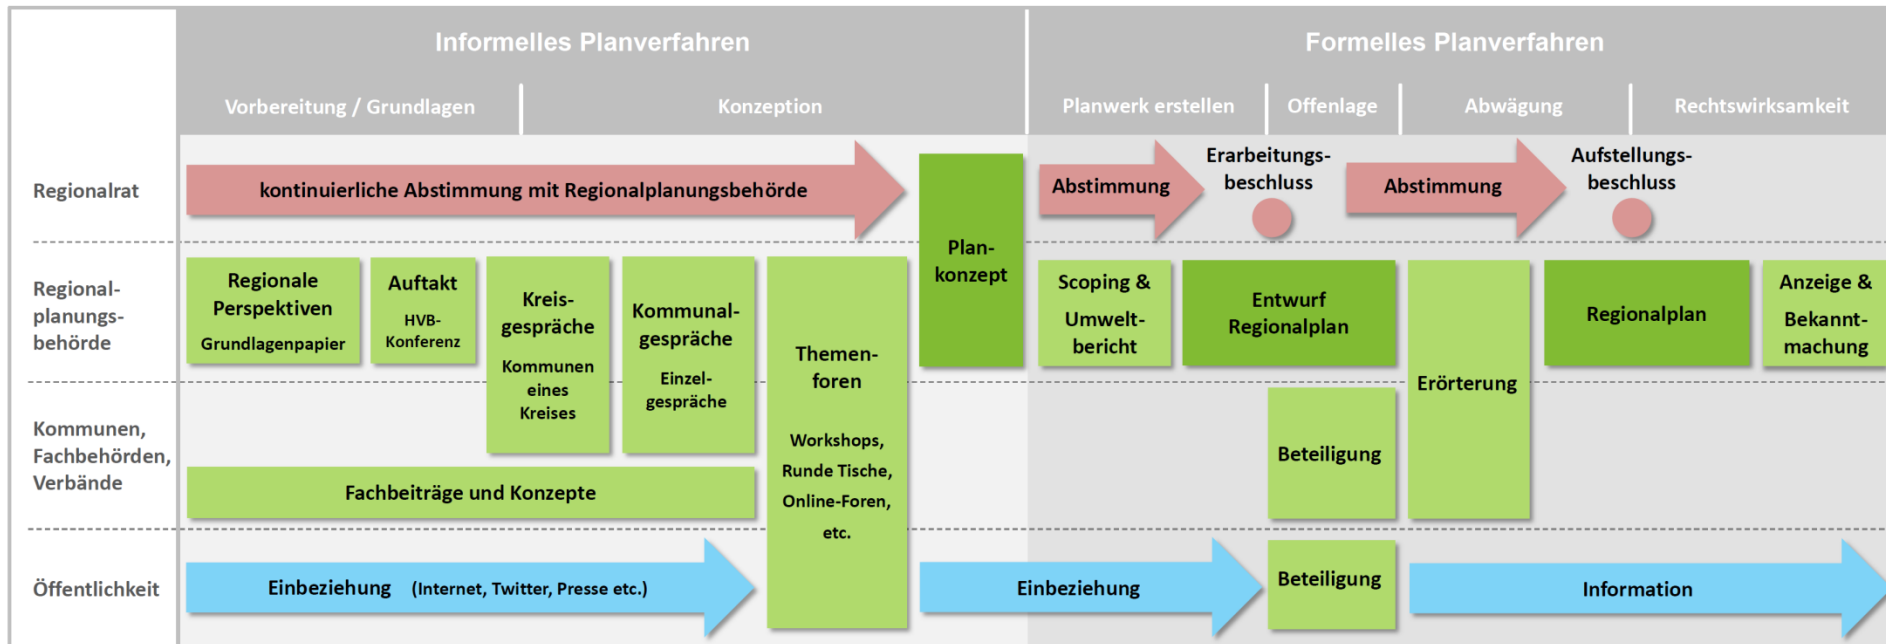 Informelles Planverfahren
Formelles Planverfahren
Vorbereitung / Grundlagen
Konzeption
Planwerk erstellen
Offenlage
Abwägung
Rechtswirksamkeit
Regionalrat
kontinuierliche Abstimmung mit Regionalplanungsbehörde
Plan-
konzept
Abstimmung
Erarbeitungs-
beschluss
Abstimmung
Aufstellungs-
beschluss
Regional-
planungs-
behörde
Regionale
Perspektiven
Grundlagenpapier
Auftakt
HVB-
Konferenz
Kreis-
gespräche
Kommunen
eines
Kreises
Kommunal-
gespräche
Einzel-
gespräche
Themen-
foren
Workshops,
Runde Tische,
Online-Foren,
etc.
Scoping &
Umwelt-
bericht
Entwurf
Regionalplan
Erörterung
Regionalplan
Anzeige &
Bekannt-
machung
Kommunen,
Fachbehörden,
Verbände
Fachbeiträge und Konzepte
Beteiligung
Öffentlichkeit
Einbeziehung (Internet, Twitter, Presse etc.)
Einbeziehung
Beteiligung
Information